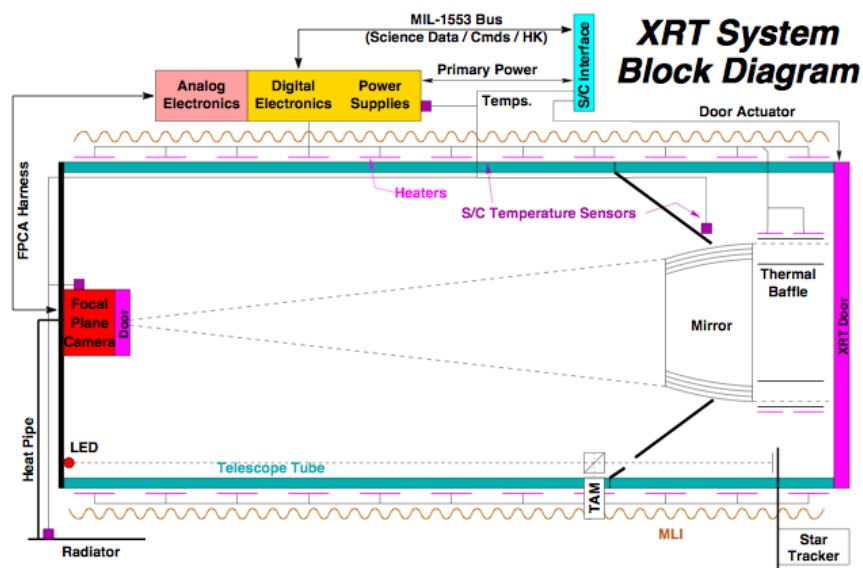 XRT System
Block Diagram
MIL-1553 Bus
(Science Data / Cmds / HK)
S/C Interface
Analog
Electronics
Digital
Electronics
Power
Supplies
Primary Power
Temps.
Door Actuator
FPCA Harness
Heaters
S/C Temperature Sensors
Focal
Plane
Camera
Door
Thermal
Baffle
Mirror
XRT Door
Heat Pipe
LED
Telescope Tube
TAM
MLI
Radiator
Star
Tracker